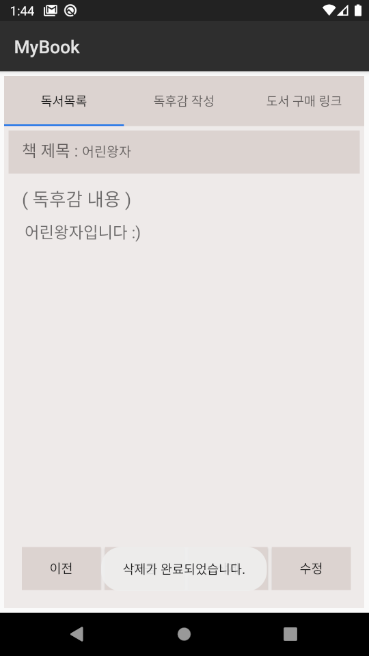 1:44
MyBook
독서목록 독후감 작성 도서 구매 링크
책 제목 : 어린왕자
( 독후감 내용 )
어린왕자입니다 :)
이전 삭제가 완료되었습니다. 수정